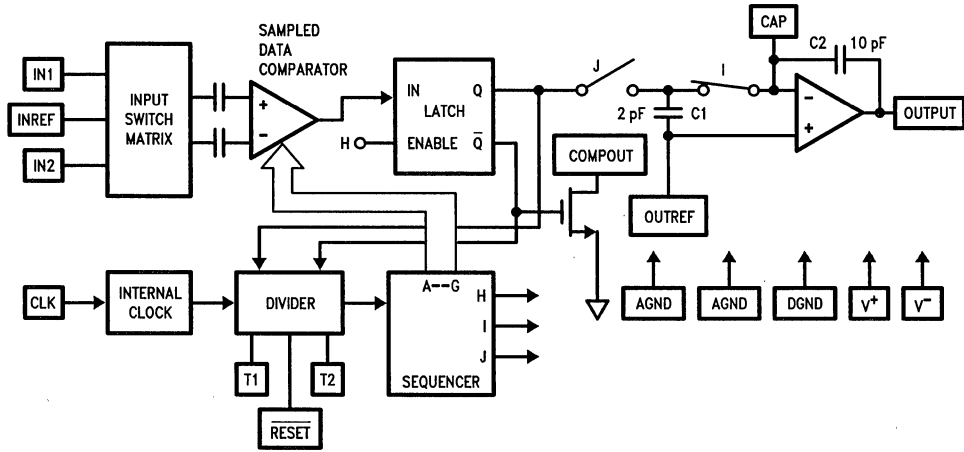 SAMPLED
DATA
COMPARATOR
CAP
C2 10 pF
IN1
INREF
IN2
INPUT
SWITCH
MATRIX
+
−
IN Q
LATCH
H ENABLE Q̅
J
I
2 pF C1
−
+
OUTPUT
COMPOUT
OUTREF
CLK
INTERNAL
CLOCK
DIVIDER
A--G
H
I
J
SEQUENCER
T1
T2
R̅E̅S̅E̅T̅
AGND
AGND
DGND
V⁺
V⁻